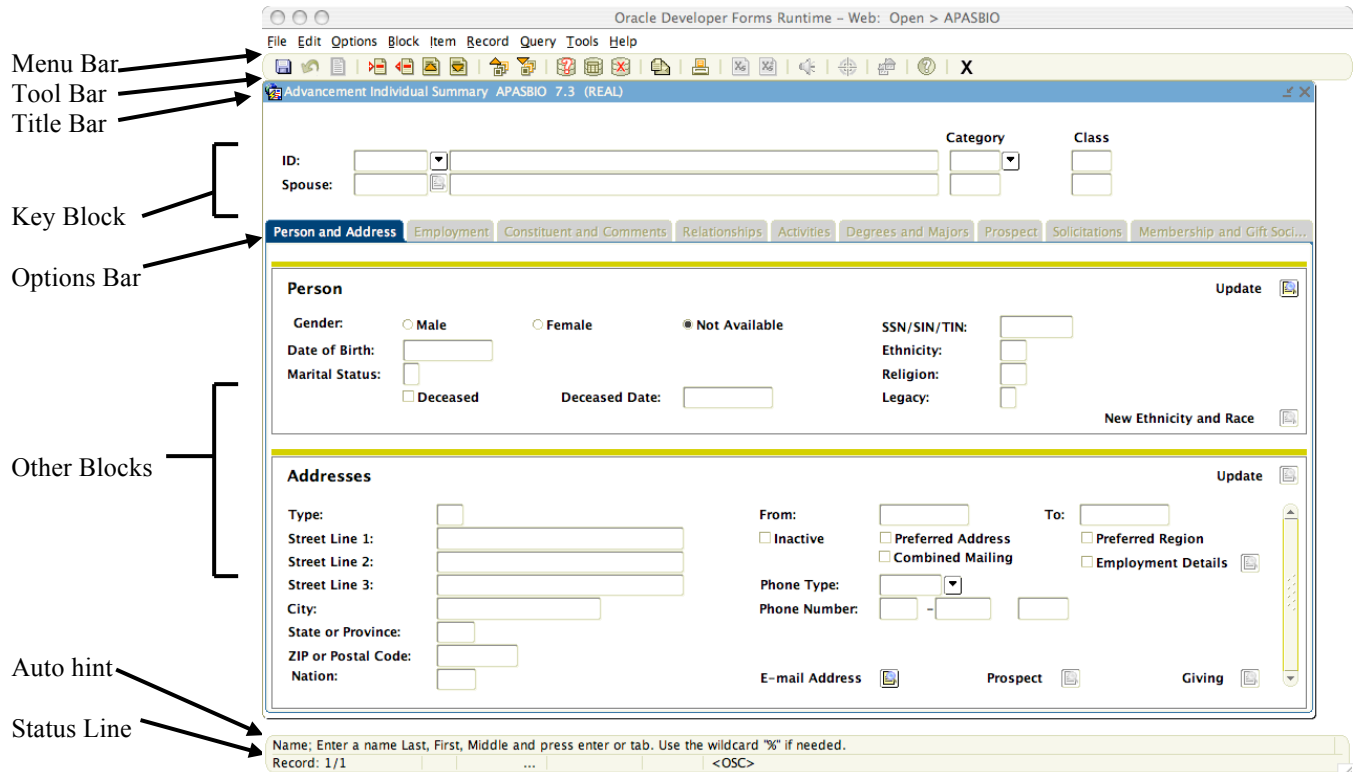 Oracle Developer Forms Runtime – Web: Open > APASBIO
File Edit Options Block Item Record Query Tools Help
Menu Bar
Tool Bar
X
Title Bar
Advancement Individual Summary APASBIO 7.3 (REAL)
Category Class
ID:
Spouse:
Key Block
Person and Address Employment Constituent and Comments Relationships Activities Degrees and Majors Prospect Solicitations Membership and Gift Soci...
Options Bar
Person Update
Gender: Male Female Not Available SSN/SIN/TIN:
Date of Birth: Ethnicity:
Marital Status: Religion:
Deceased Deceased Date: Legacy:
New Ethnicity and Race
Other Blocks
Addresses Update
Type: From: To:
Street Line 1: Inactive Preferred Address Preferred Region
Street Line 2: Combined Mailing Employment Details
Street Line 3: Phone Type:
City: Phone Number: –
State or Province:
ZIP or Postal Code:
Nation: E-mail Address Prospect Giving
Auto hint
Status Line
Name; Enter a name Last, First, Middle and press enter or tab. Use the wildcard "%" if needed.
Record: 1/1 ... <OSC>